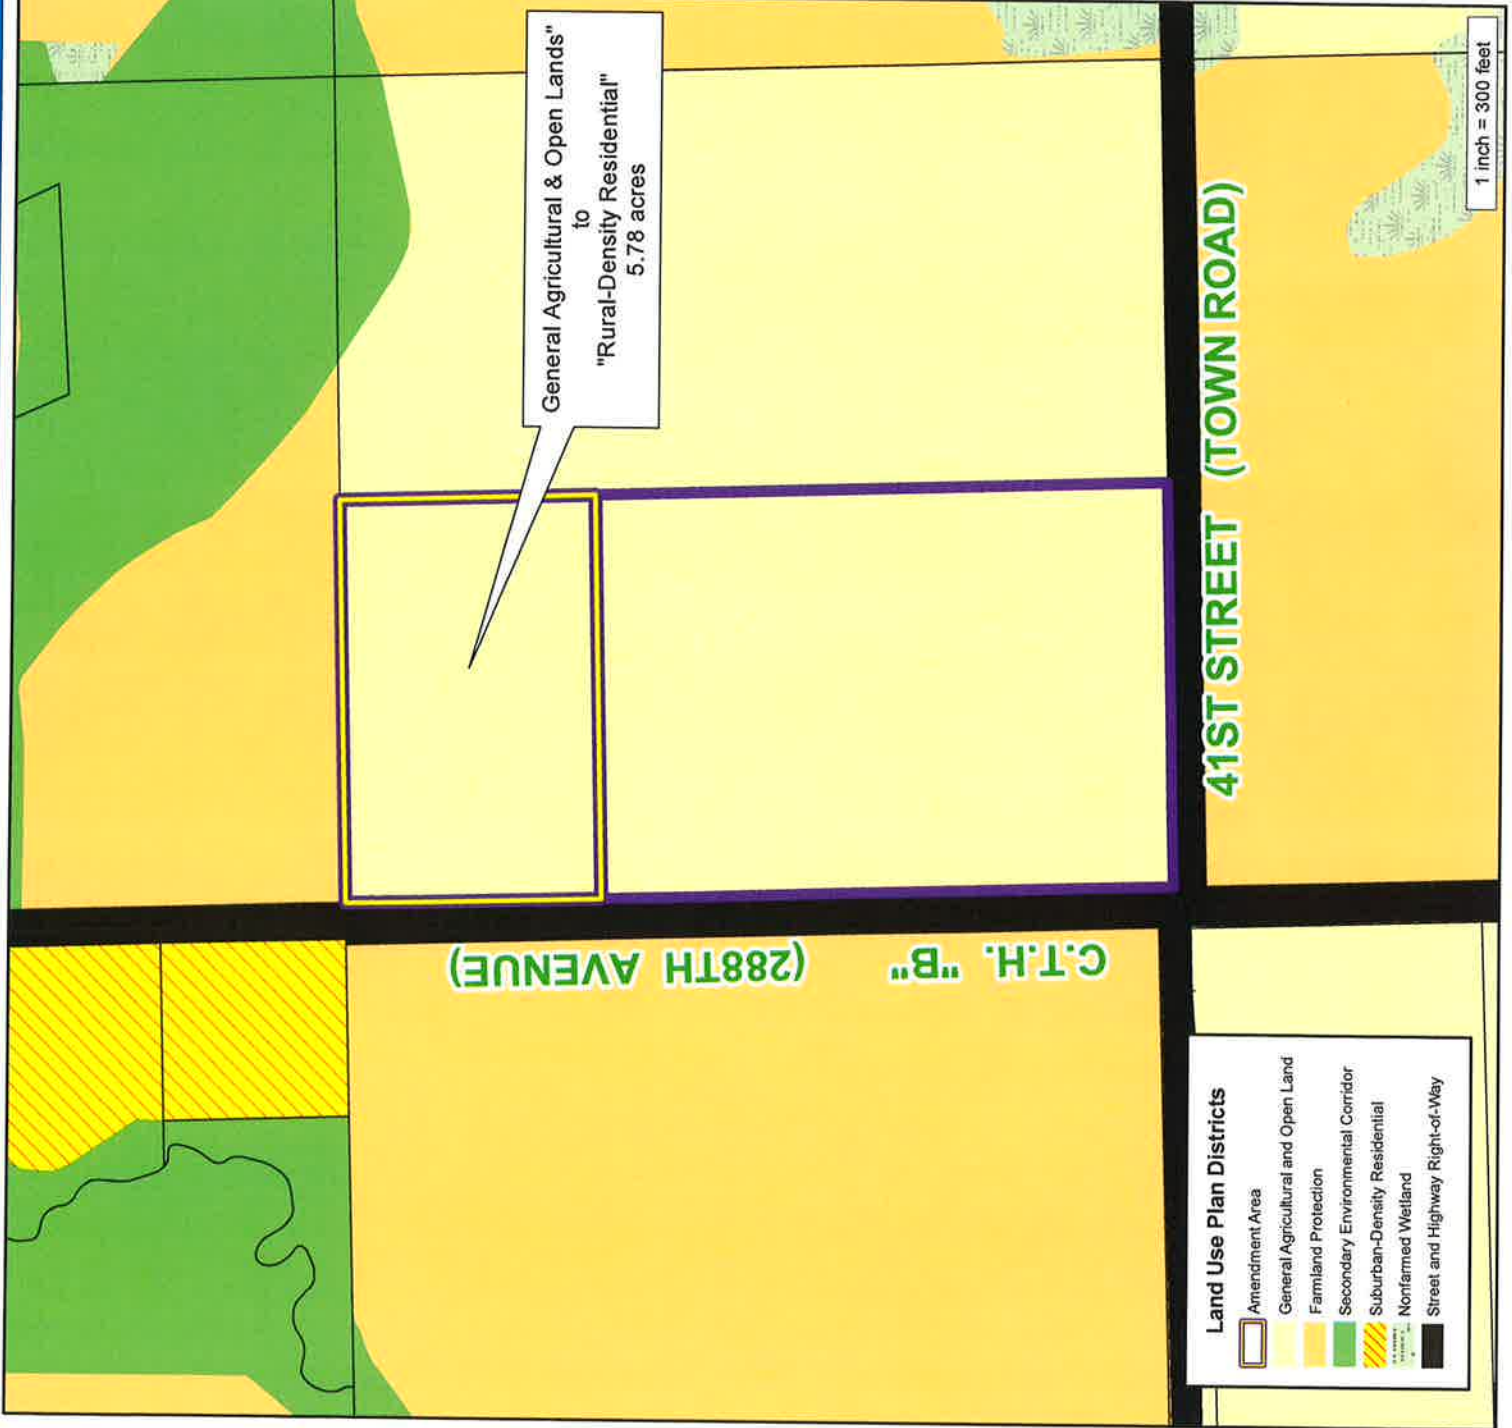 General Agricultural & Open Lands"
to
"Rural-Density Residential"
5.78 acres
C.T.H. "B" (288TH AVENUE)
41ST STREET (TOWN ROAD)
Land Use Plan Districts
Amendment Area
General Agricultural and Open Land
Farmland Protection
Secondary Environmental Corridor
Suburban-Density Residential
Nonfarmed Wetland
Street and Highway Right-of-Way
1 inch = 300 feet